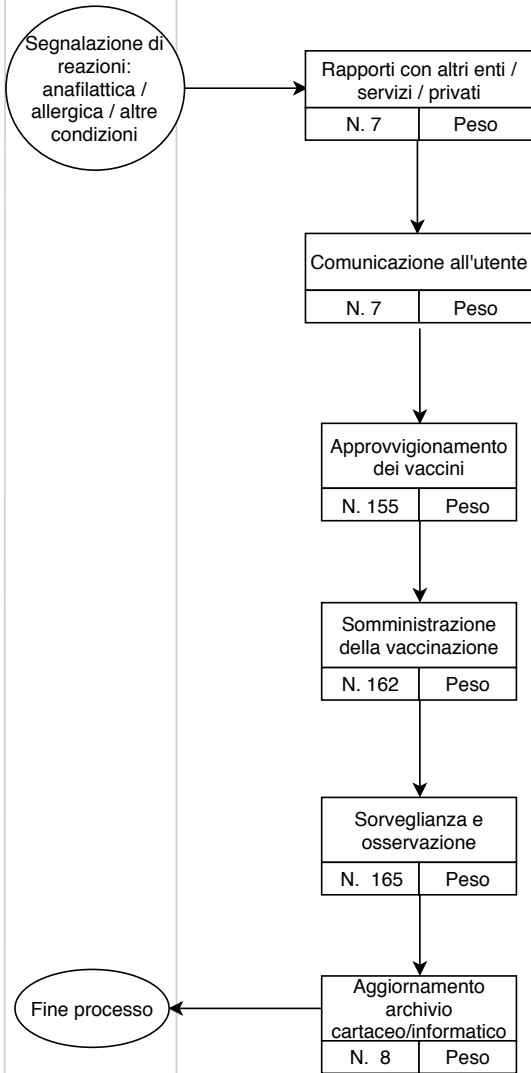 Segnalazione di
reazioni:
anafilattica /
allergica / altre
condizioni
Rapporti con altri enti /
servizi / privati
N. 7 Peso
Comunicazione all'utente
N. 7 Peso
Approvvigionamento
dei vaccini
N. 155 Peso
Somministrazione
della vaccinazione
N. 162 Peso
Sorveglianza e
osservazione
N. 165 Peso
Aggiornamento
archivio
cartaceo/informatico
N. 8 Peso
Fine processo